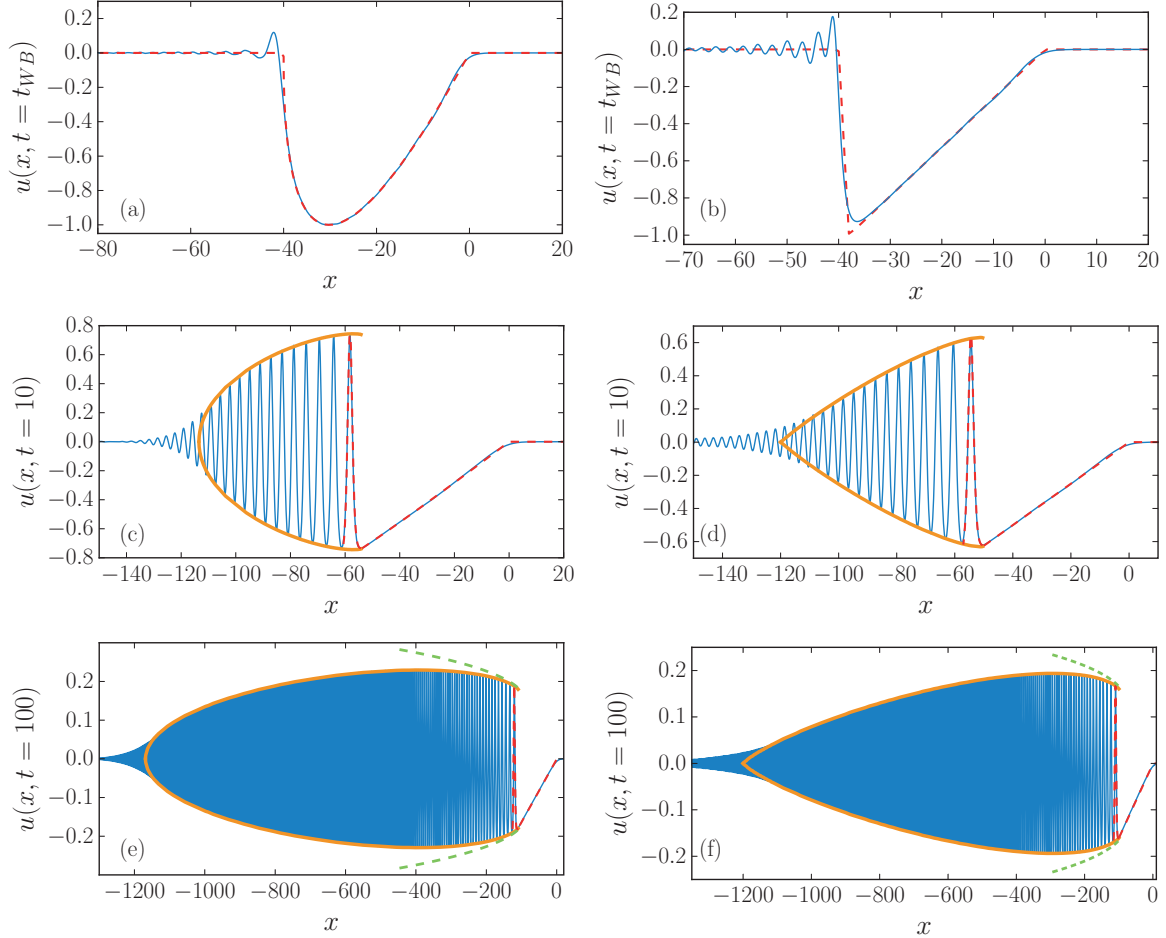 u(x, t = t_{WB})
0.2
0.0
−0.2
−0.4
−0.6
−0.8
−1.0
(a)
−80 −60 −40 −20 0 20
x
u(x, t = t_{WB})
0.2
0.0
−0.2
−0.4
−0.6
−0.8
−1.0
(b)
−70 −60 −50 −40 −30 −20 −10 0 10 20
x
u(x, t = 10)
0.8
0.6
0.4
0.2
0.0
−0.2
−0.4
−0.6
−0.8
(c)
−140 −120 −100 −80 −60 −40 −20 0 20
x
u(x, t = 10)
0.6
0.4
0.2
0.0
−0.2
−0.4
−0.6
(d)
−140 −120 −100 −80 −60 −40 −20 0
x
u(x, t = 100)
0.2
0.1
0.0
−0.1
−0.2
(e)
−1200 −1000 −800 −600 −400 −200 0
x
u(x, t = 100)
0.2
0.1
0.0
−0.1
−0.2
(f)
−1200 −1000 −800 −600 −400 −200 0
x